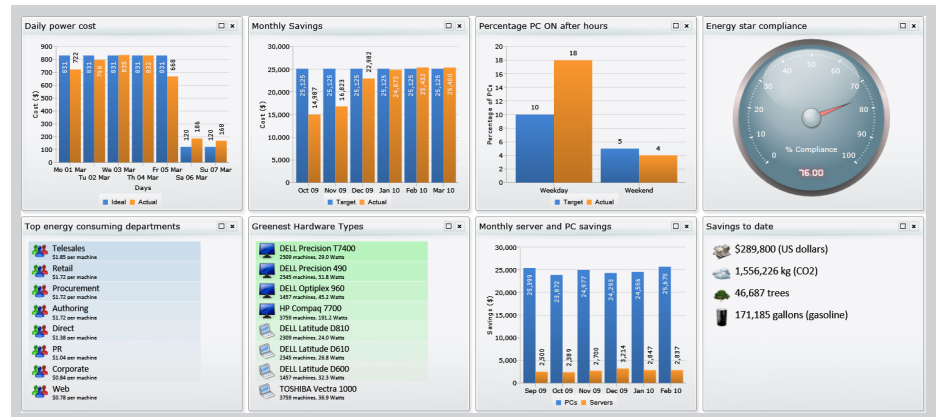 Daily power cost
900
800
700
600
500
400
300
200
100
0
Cost ($)
831 722 831 798 831 835 831 832 831 668 120 186 120 168
Mo 01 Mar We 03 Mar Fr 05 Mar Su 07 Mar
Tu 02 Mar Th 04 Mar Sa 06 Mar
Days
Ideal Actual
Monthly Savings
30,000
25,000
20,000
15,000
10,000
5,000
0
Cost ($)
25,125 14,987 25,125 16,823 25,125 22,982 25,125 24,872 25,125 25,432 25,125 25,400
Oct 09 Nov 09 Dec 09 Jan 10 Feb 10 Mar 10
Target Actual
Percentage PC ON after hours
20
18
16
14
12
10
8
6
4
2
0
Percentage of PCs
10 18 5 4
Weekday Weekend
Target Actual
Energy star compliance
0 10 20 30 40 50 60 70 80 90 100
% Compliance
76.00
Top energy consuming departments
Telesales
$1.85 per machine
Retail
$1.72 per machine
Procurement
$1.72 per machine
Authoring
$1.72 per machine
Direct
$1.38 per machine
PR
$1.04 per machine
Corporate
$0.84 per machine
Web
$0.78 per machine
Greenest Hardware Types
DELL Precision T7400
2309 machines, 29.0 Watts
DELL Precision 490
2345 machines, 31.8 Watts
DELL Optiplex 960
1457 machines, 45.2 Watts
HP Compaq 7700
3759 machines, 191.2 Watts
DELL Latitude D810
2309 machines, 24.0 Watts
DELL Latitude D610
2345 machines, 26.8 Watts
DELL Latitude D600
1457 machines, 32.3 Watts
TOSHIBA Vectra 1000
3759 machines, 36.9 Watts
Monthly server and PC savings
30,000
25,000
20,000
15,000
10,000
5,000
0
Savings ($)
25,399 2,500 23,872 2,389 24,977 2,700 24,293 3,214 24,556 2,847 25,675 2,837
Sep 09 Oct 09 Nov 09 Dec 09 Jan 10 Feb 10
PCs Servers
Savings to date
$289,800 (US dollars)
1,556,226 kg (CO2)
46,687 trees
171,185 gallons (gasoline)